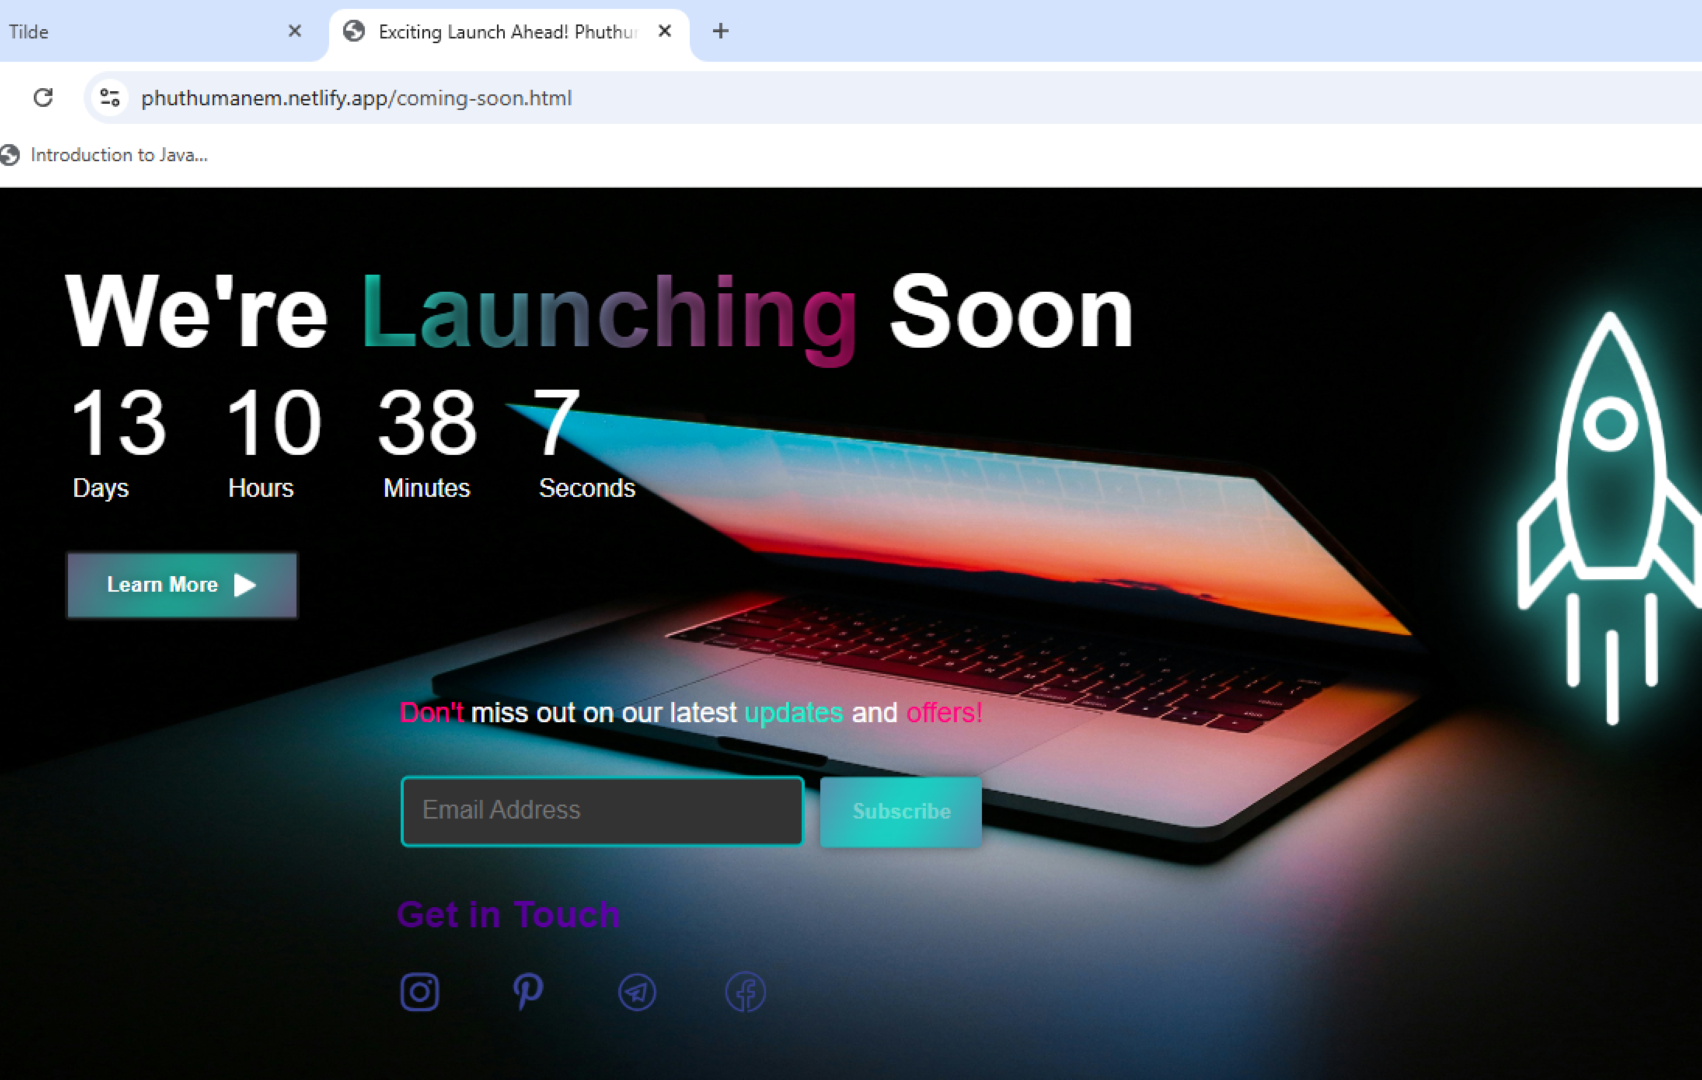 Tilde
Exciting Launch Ahead! Phuthu
phuthumanem.netlify.app/coming-soon.html
Introduction to Java...
We're Launching Soon
13 10 38 7
Days Hours Minutes Seconds
Learn More
Don't miss out on our latest updates and offers!
Email Address
Subscribe
Get in Touch